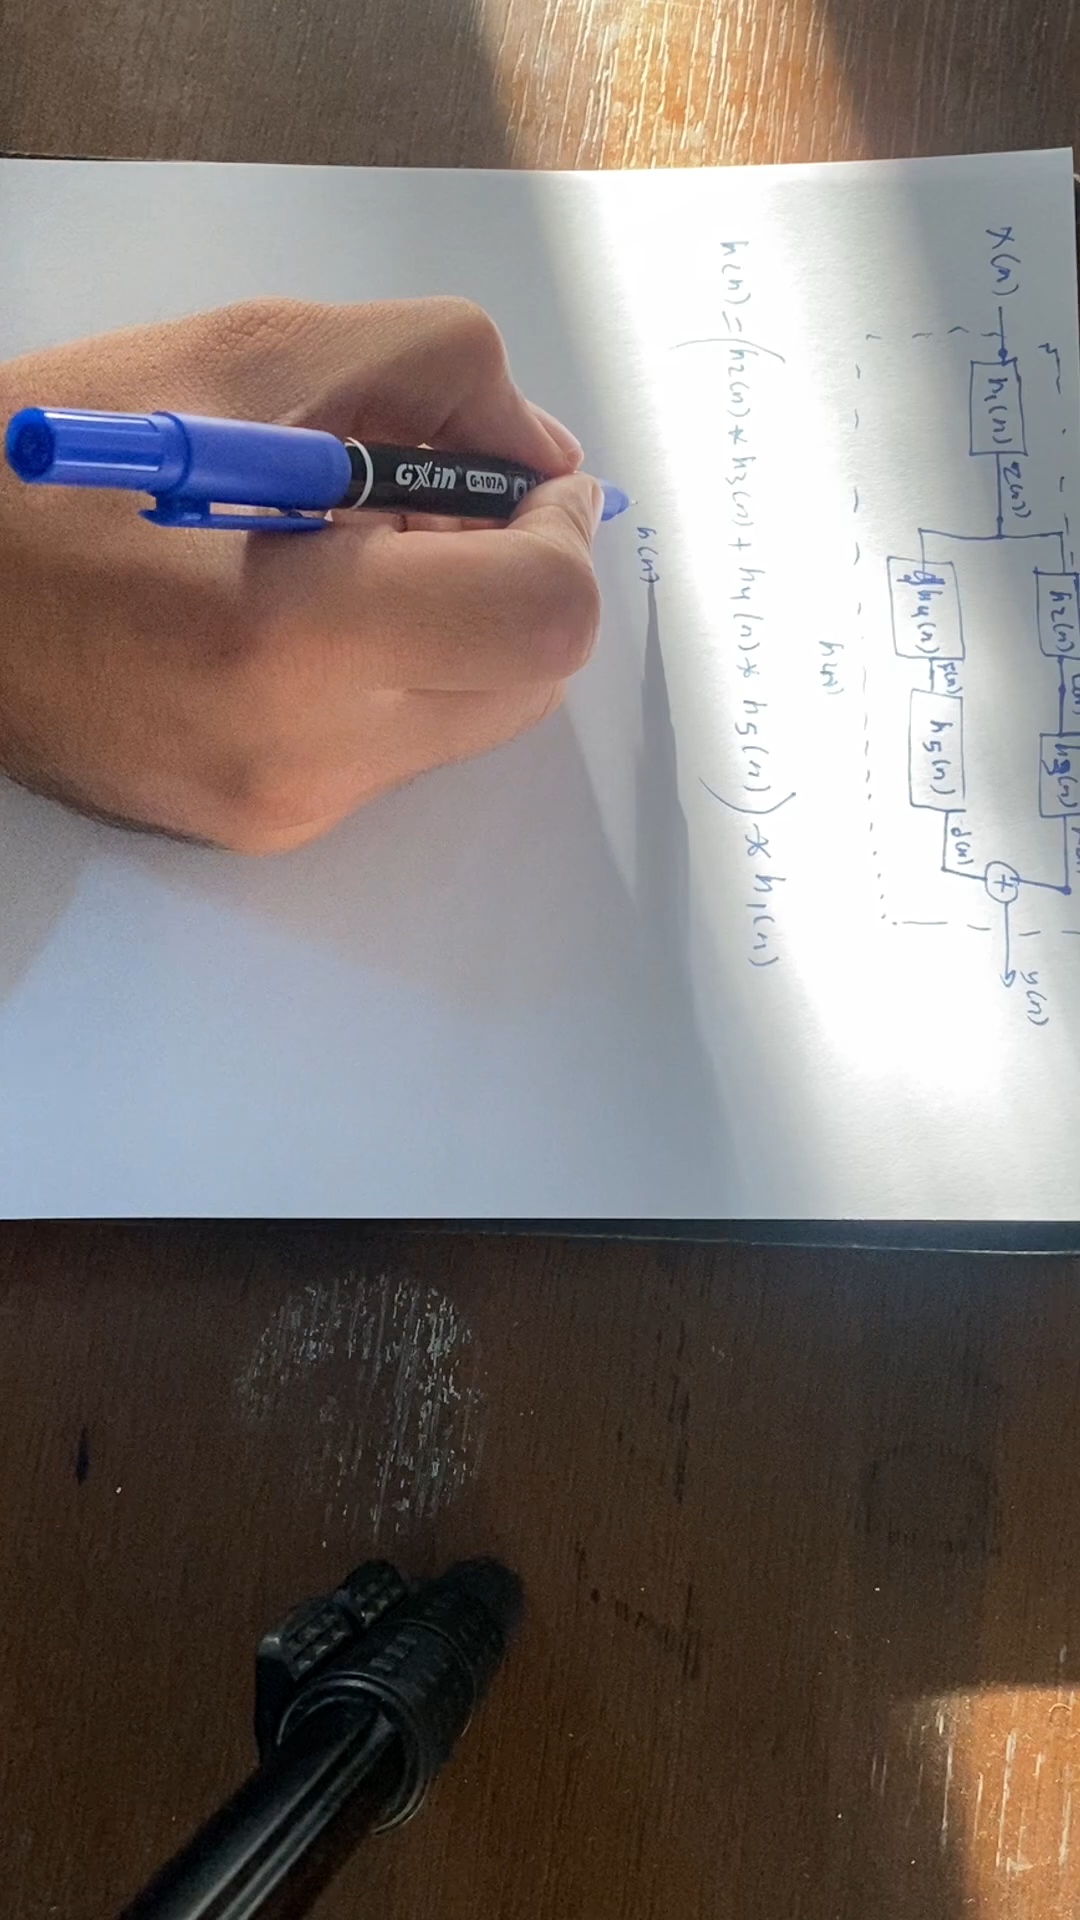 h2(n) h3(n)
x(n) h1(n) z(n) y(n)
h4(n) f(n) h5(n) d(n)
h(n)
h(n) = (h2(n) * h3(n) + h4(n) * h5(n)) * h1(n)
h(n)
GXin G-107A